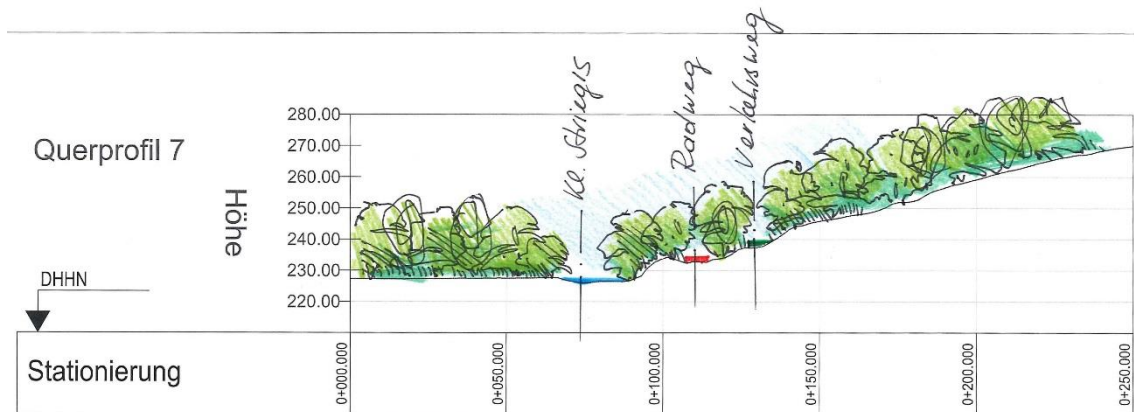 Kl. Striegis
Radweg
Verkehrsweg
Querprofil 7
Höhe
280.00
270.00
260.00
250.00
240.00
230.00
220.00
DHHN
Stationierung
0+000.000
0+050.000
0+100.000
0+150.000
0+200.000
0+250.000